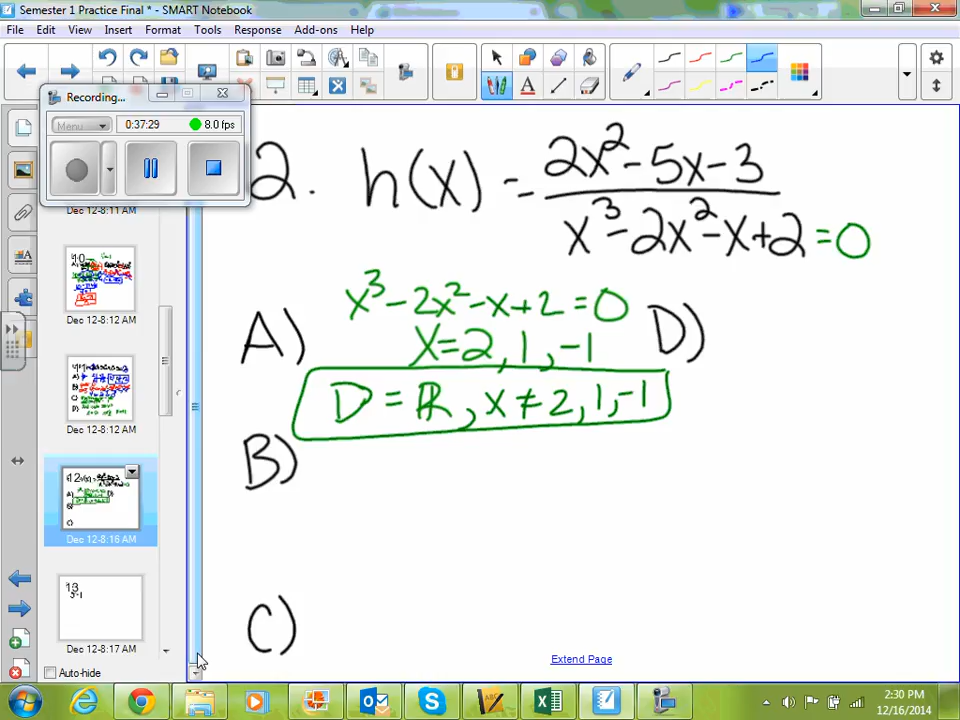 Semester 1 Practice Final * - SMART Notebook
File Edit View Insert Format Tools Response Add-ons Help
Recording...
Menu 0:37:29 8.0 fps
2. h(x) = 2x² - 5x - 3
x³ - 2x² - x + 2 = 0
x³ - 2x² - x + 2 = 0
A) D)
x = 2, 1, -1
D = ℝ, x ≠ 2, 1, -1
B)
C)
Dec 12-8:11 AM
10
Dec 12-8:12 AM
Dec 12-8:12 AM
Dec 12-8:16 AM
13
Dec 12-8:17 AM
Auto-hide
Extend Page
2:30 PM
12/16/2014